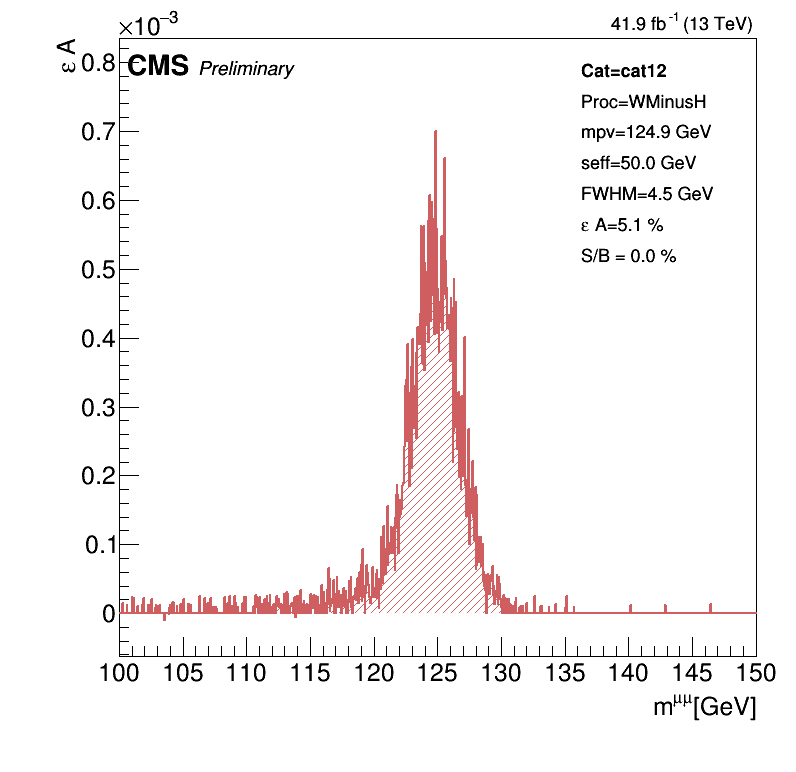 ×10⁻³
41.9 fb⁻¹ (13 TeV)
ε A
CMS Preliminary
Cat=cat12
Proc=WMinusH
mpv=124.9 GeV
seff=50.0 GeV
FWHM=4.5 GeV
ε A=5.1 %
S/B = 0.0 %
0.8
0.7
0.6
0.5
0.4
0.3
0.2
0.1
0
100 105 110 115 120 125 130 135 140 145 150
m^μμ[GeV]